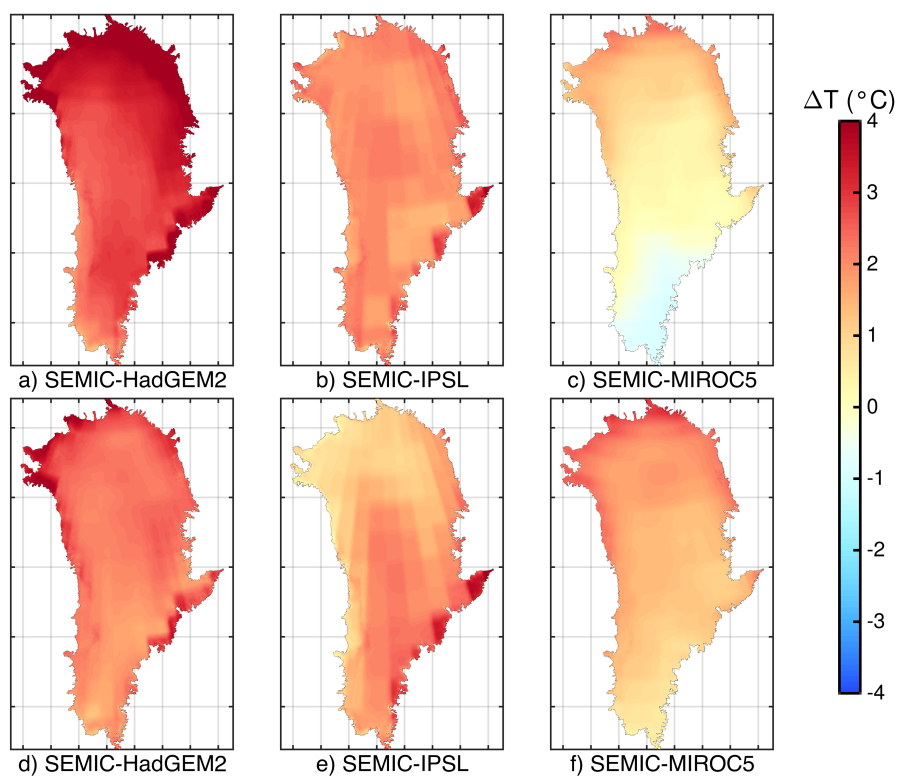 ΔT (°C)
4
3
2
1
0
-1
-2
-3
-4
a) SEMIC-HadGEM2
b) SEMIC-IPSL
c) SEMIC-MIROC5
d) SEMIC-HadGEM2
e) SEMIC-IPSL
f) SEMIC-MIROC5